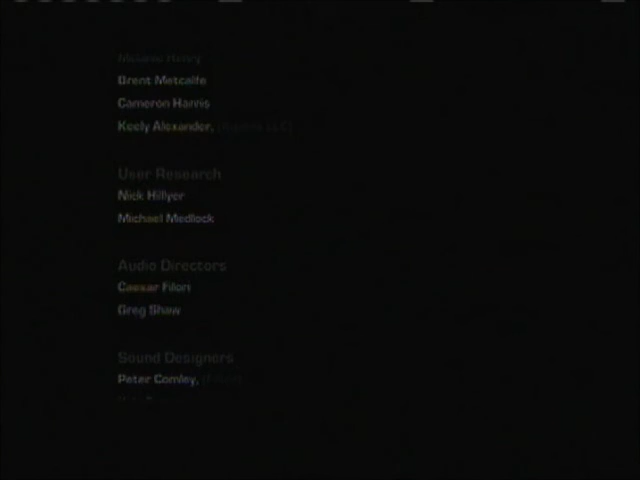 Brent Metcalfe
Cameron Harris
Keely Alexander,
User Research
Nick Hillyer
Michael Medlock
Audio Directors
Caesar Filori
Greg Shaw
Sound Designers
Peter Comley,